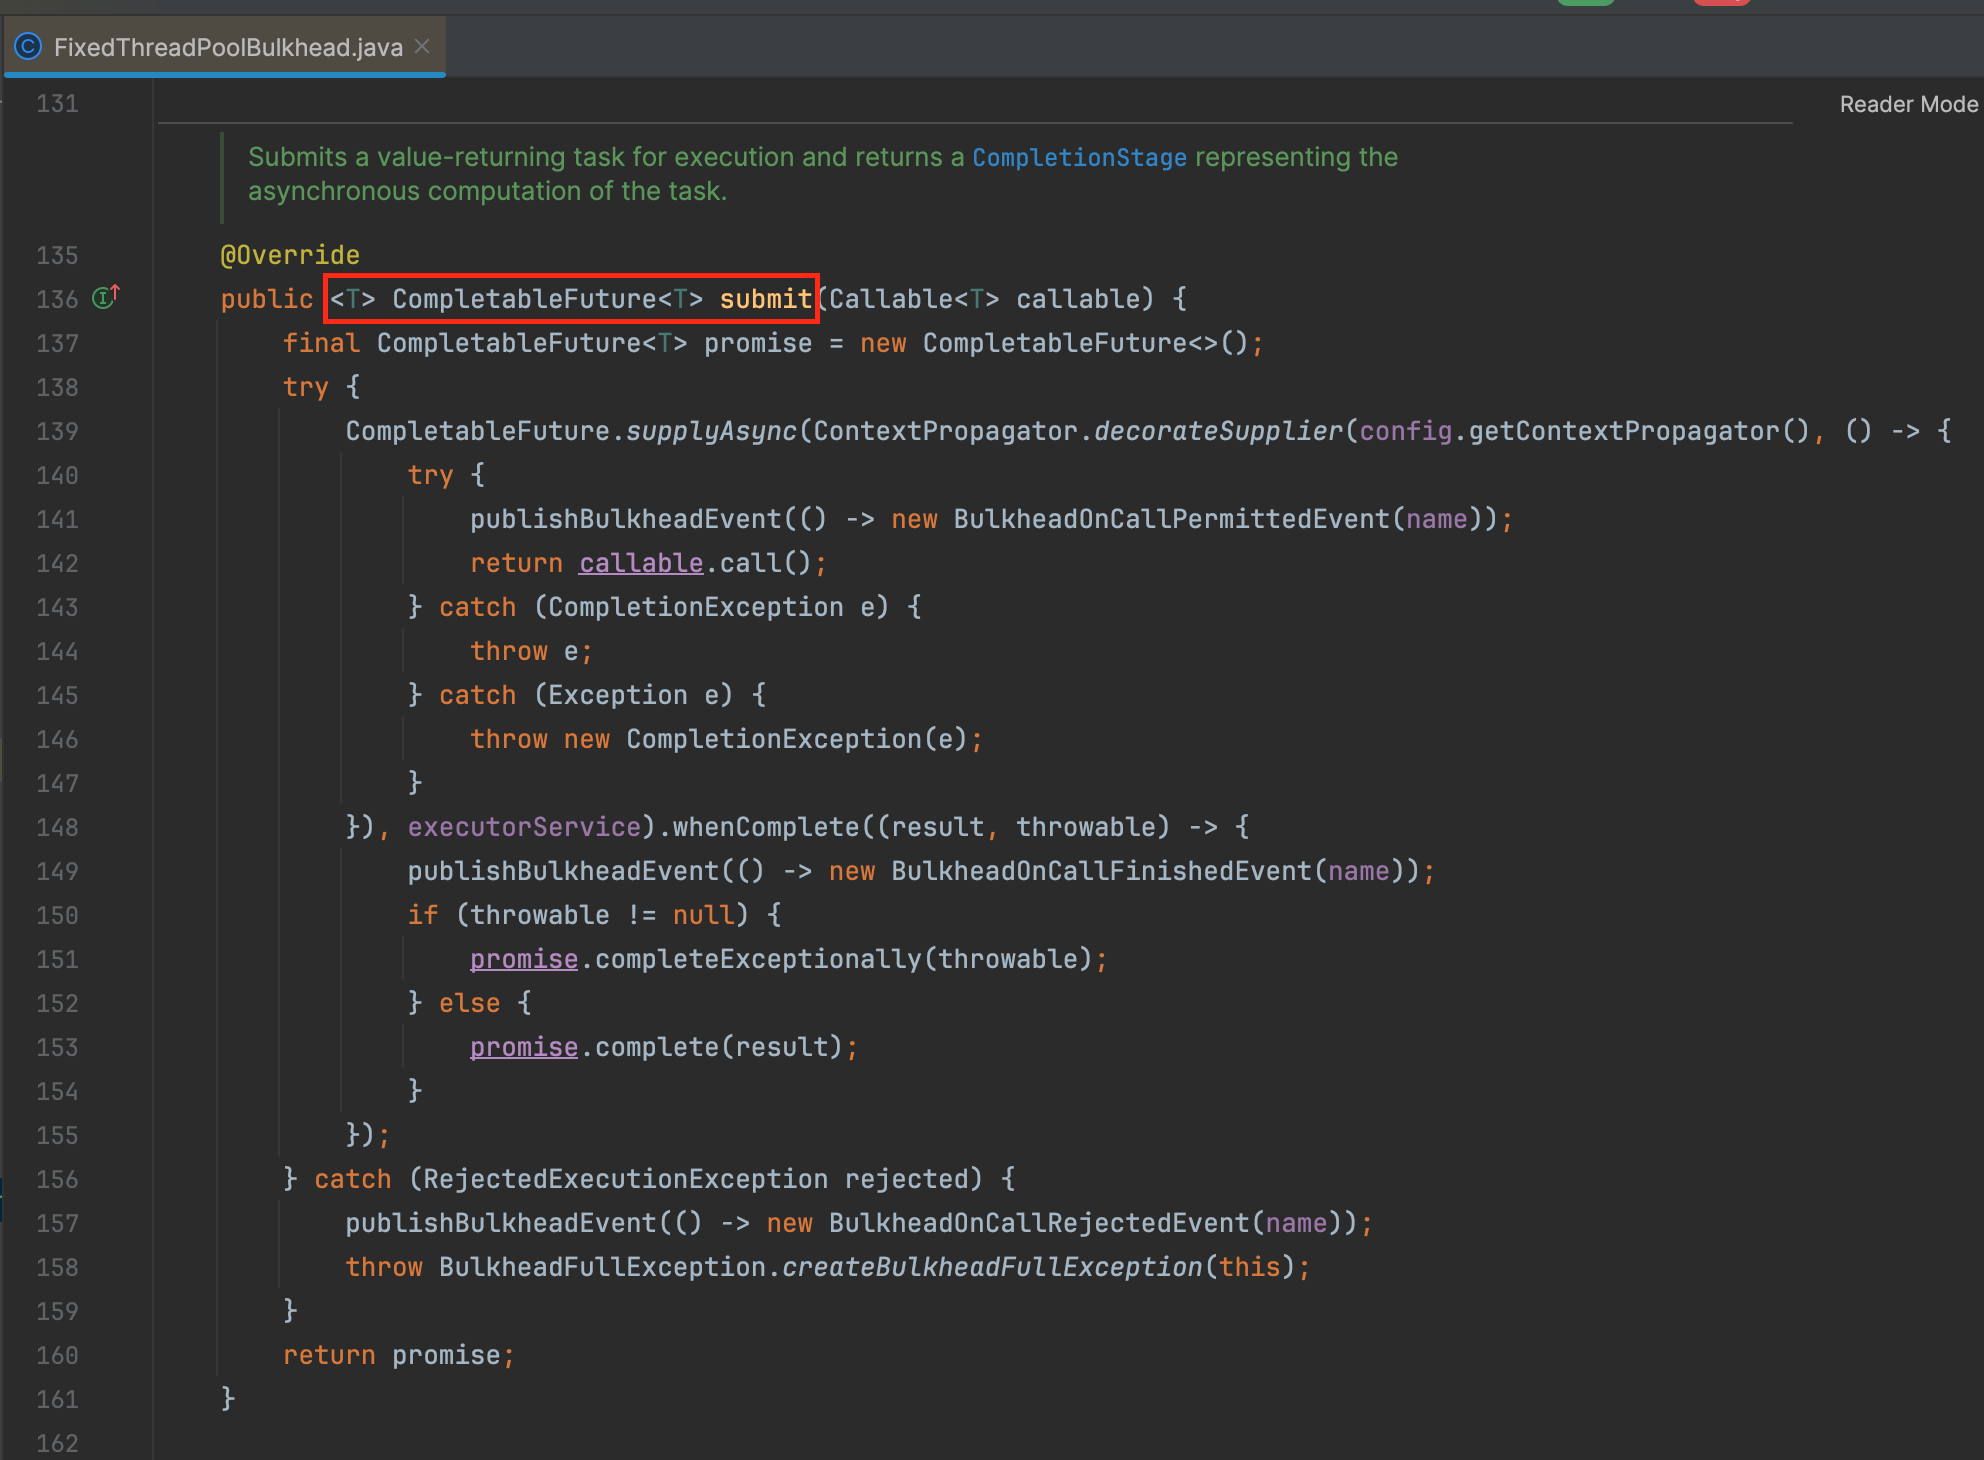 FixedThreadPoolBulkhead.java
131
Reader Mode
Submits a value-returning task for execution and returns a CompletionStage representing the
asynchronous computation of the task.
135 @Override
136 public <T> CompletableFuture<T> submit(Callable<T> callable) {
137 final CompletableFuture<T> promise = new CompletableFuture<>();
138 try {
139 CompletableFuture.supplyAsync(ContextPropagator.decorateSupplier(config.getContextPropagator(), () -> {
140 try {
141 publishBulkheadEvent(() -> new BulkheadOnCallPermittedEvent(name));
142 return callable.call();
143 } catch (CompletionException e) {
144 throw e;
145 } catch (Exception e) {
146 throw new CompletionException(e);
147 }
148 }), executorService).whenComplete((result, throwable) -> {
149 publishBulkheadEvent(() -> new BulkheadOnCallFinishedEvent(name));
150 if (throwable != null) {
151 promise.completeExceptionally(throwable);
152 } else {
153 promise.complete(result);
154 }
155 });
156 } catch (RejectedExecutionException rejected) {
157 publishBulkheadEvent(() -> new BulkheadOnCallRejectedEvent(name));
158 throw BulkheadFullException.createBulkheadFullException(this);
159 }
160 return promise;
161 }
162